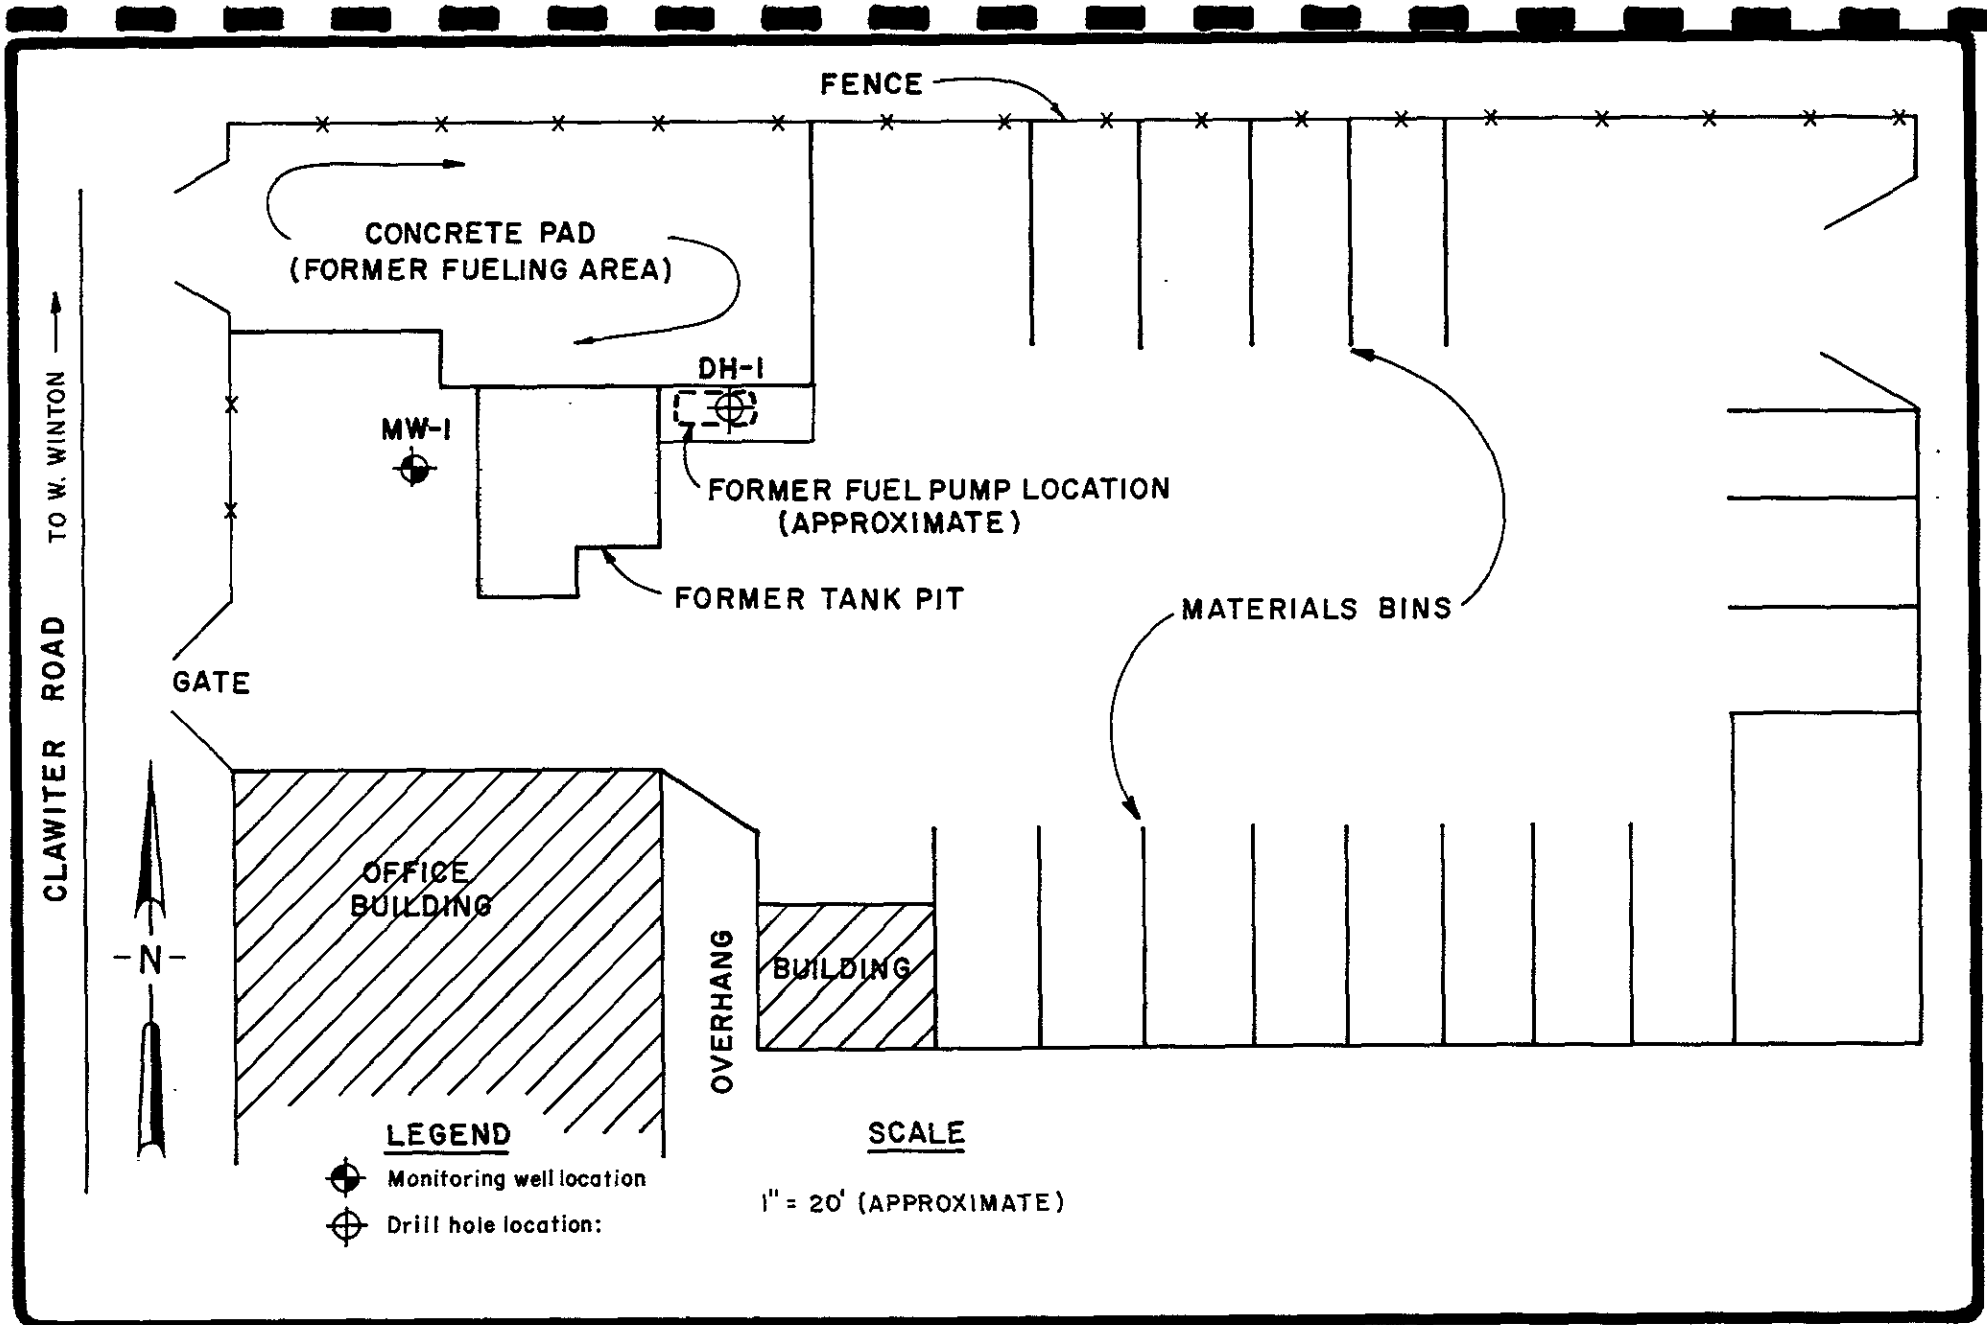 FENCE
CONCRETE PAD
(FORMER FUELING AREA)
DH-1
MW-1
FORMER FUEL PUMP LOCATION
(APPROXIMATE)
FORMER TANK PIT
MATERIALS BINS
TO W. WINTON
CLAWITER ROAD
GATE
OFFICE
BUILDING
BUILDING
OVERHANG
-N-
LEGEND
Monitoring well location
Drill hole location:
SCALE
1" = 20' (APPROXIMATE)